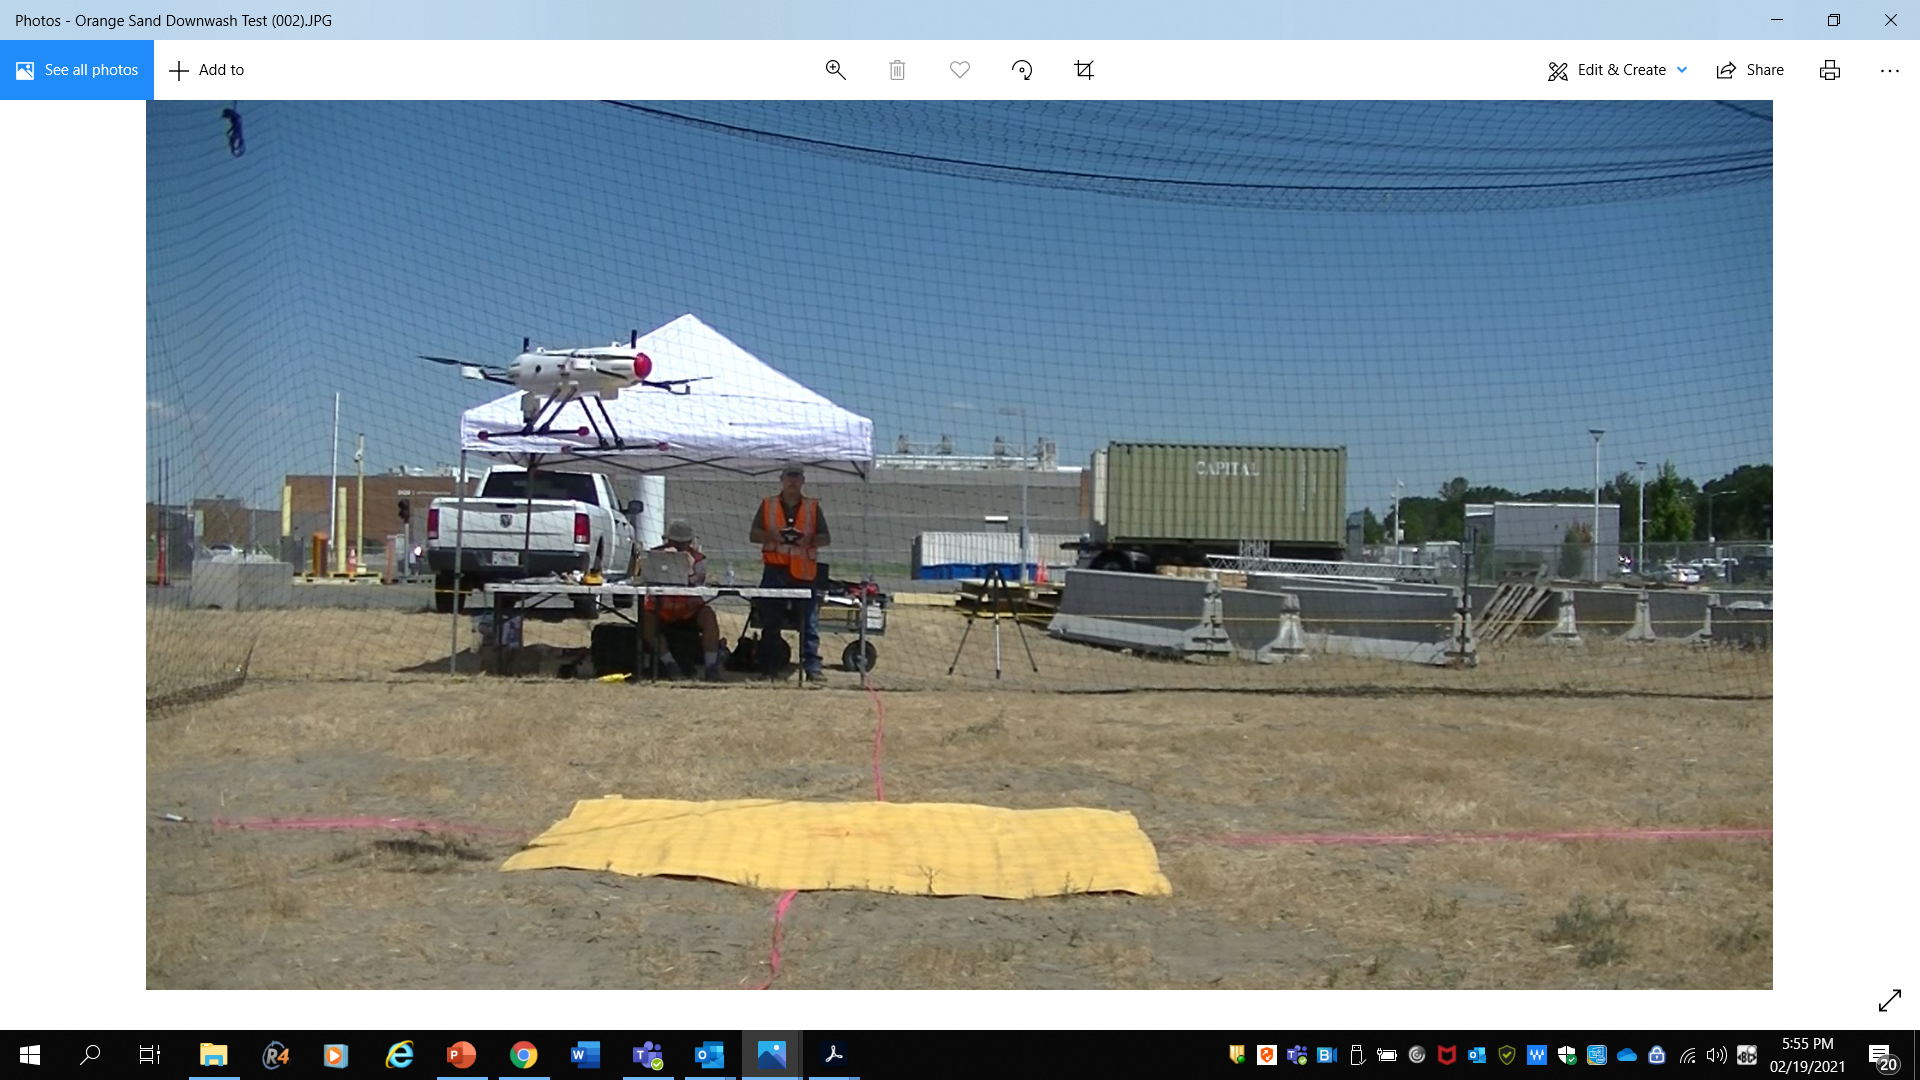 Photos - Orange Sand Downwash Test (002).JPG
See all photos
Add to
Edit & Create
Share
CAPITAL
5:55 PM
02/19/2021
20